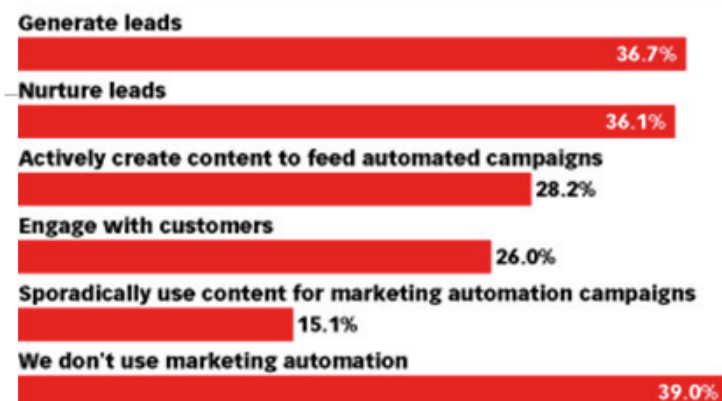 Generate leads
36.7%
Nurture leads
36.1%
Actively create content to feed automated campaigns
28.2%
Engage with customers
26.0%
Sporadically use content for marketing automation campaigns
15.1%
We don't use marketing automation
39.0%